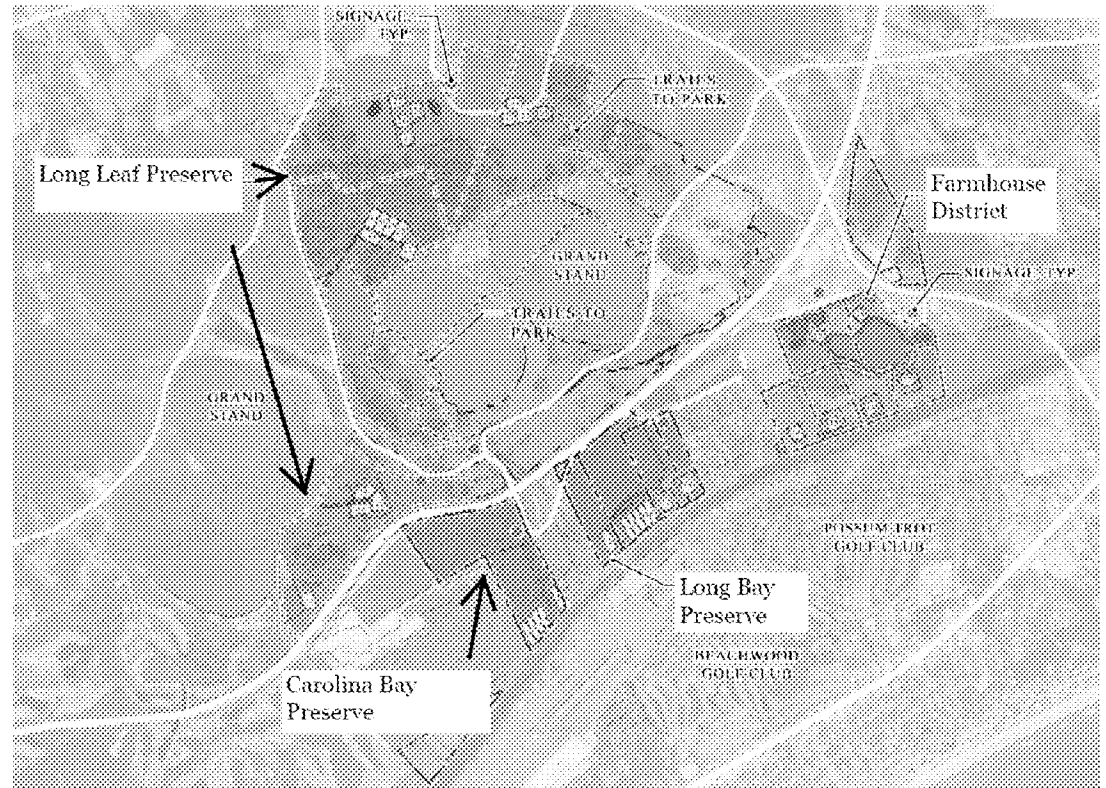 SIGNAGE,
TYP
TRAILS
TO PARK
Long Leaf Preserve
Farmhouse
District
GRAND
STAND
SIGNAGE, TYP
TRAILS TO
PARK
GRAND
STAND
POSSUM TROT
GOLF CLUB
Long Bay
Preserve
BEACHWOOD
GOLF CLUB
Carolina Bay
Preserve